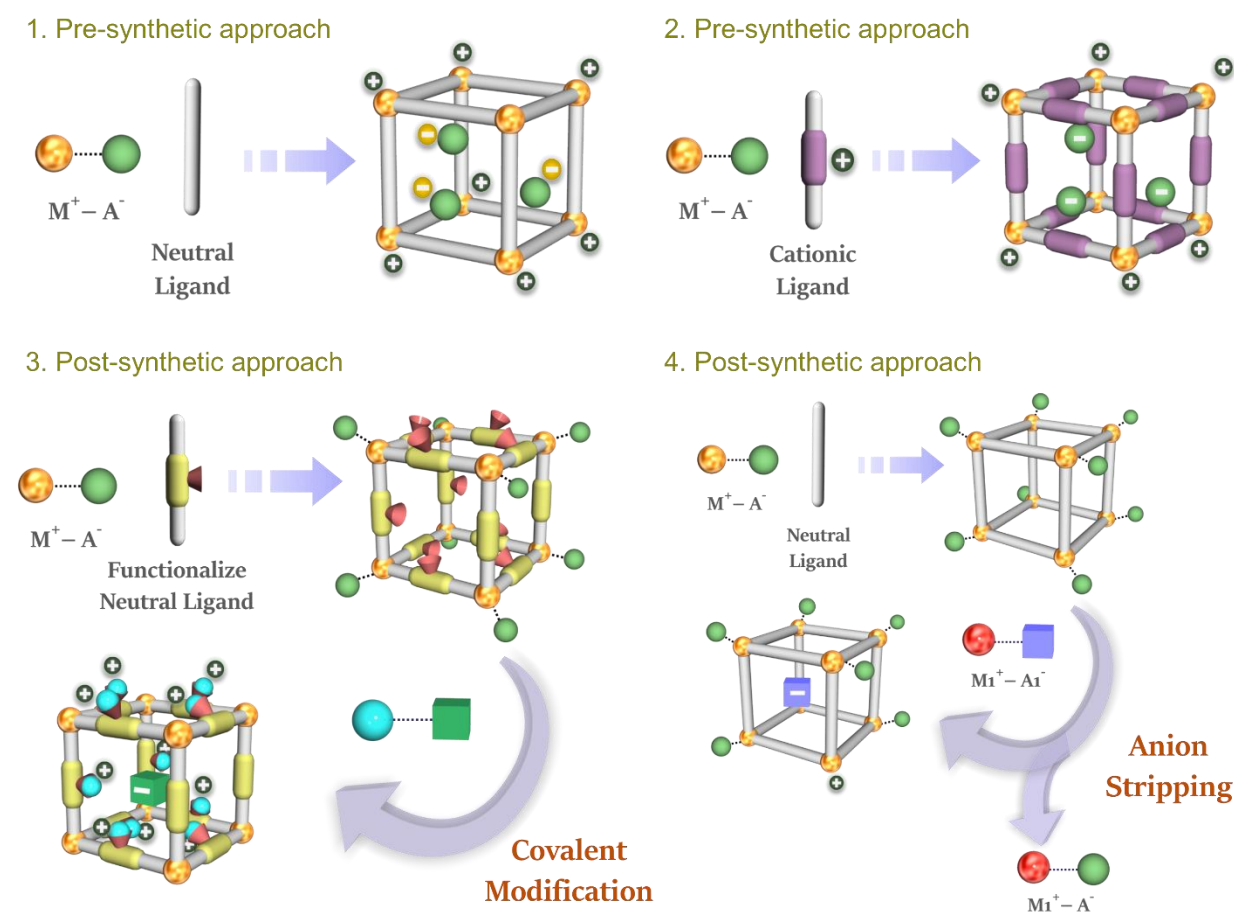 1. Pre-synthetic approach
M⁺– A⁻
Neutral
Ligand
2. Pre-synthetic approach
M⁺– A⁻
Cationic
Ligand
3. Post-synthetic approach
M⁺– A⁻
Functionalize
Neutral Ligand
Covalent
Modification
4. Post-synthetic approach
M⁺– A⁻
Neutral
Ligand
M1⁺– A1⁻
Anion
Stripping
M1⁺– A⁻